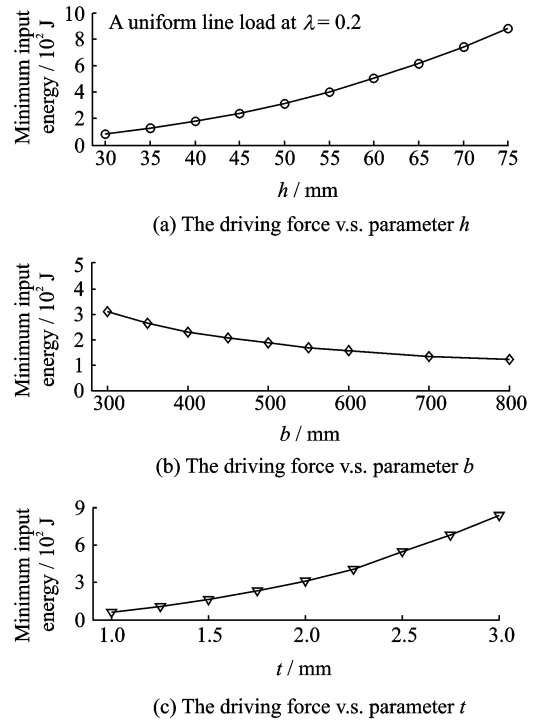 A uniform line load at λ = 0.2
Minimum input
energy / 10² J
10
8
6
4
2
0
30 35 40 45 50 55 60 65 70 75
h / mm
(a) The driving force v.s. parameter h
Minimum input
energy / 10² J
5
4
3
2
1
0
300 400 500 600 700 800
b / mm
(b) The driving force v.s. parameter b
Minimum input
energy / 10² J
9
6
3
0
1.0 1.5 2.0 2.5 3.0
t / mm
(c) The driving force v.s. parameter t